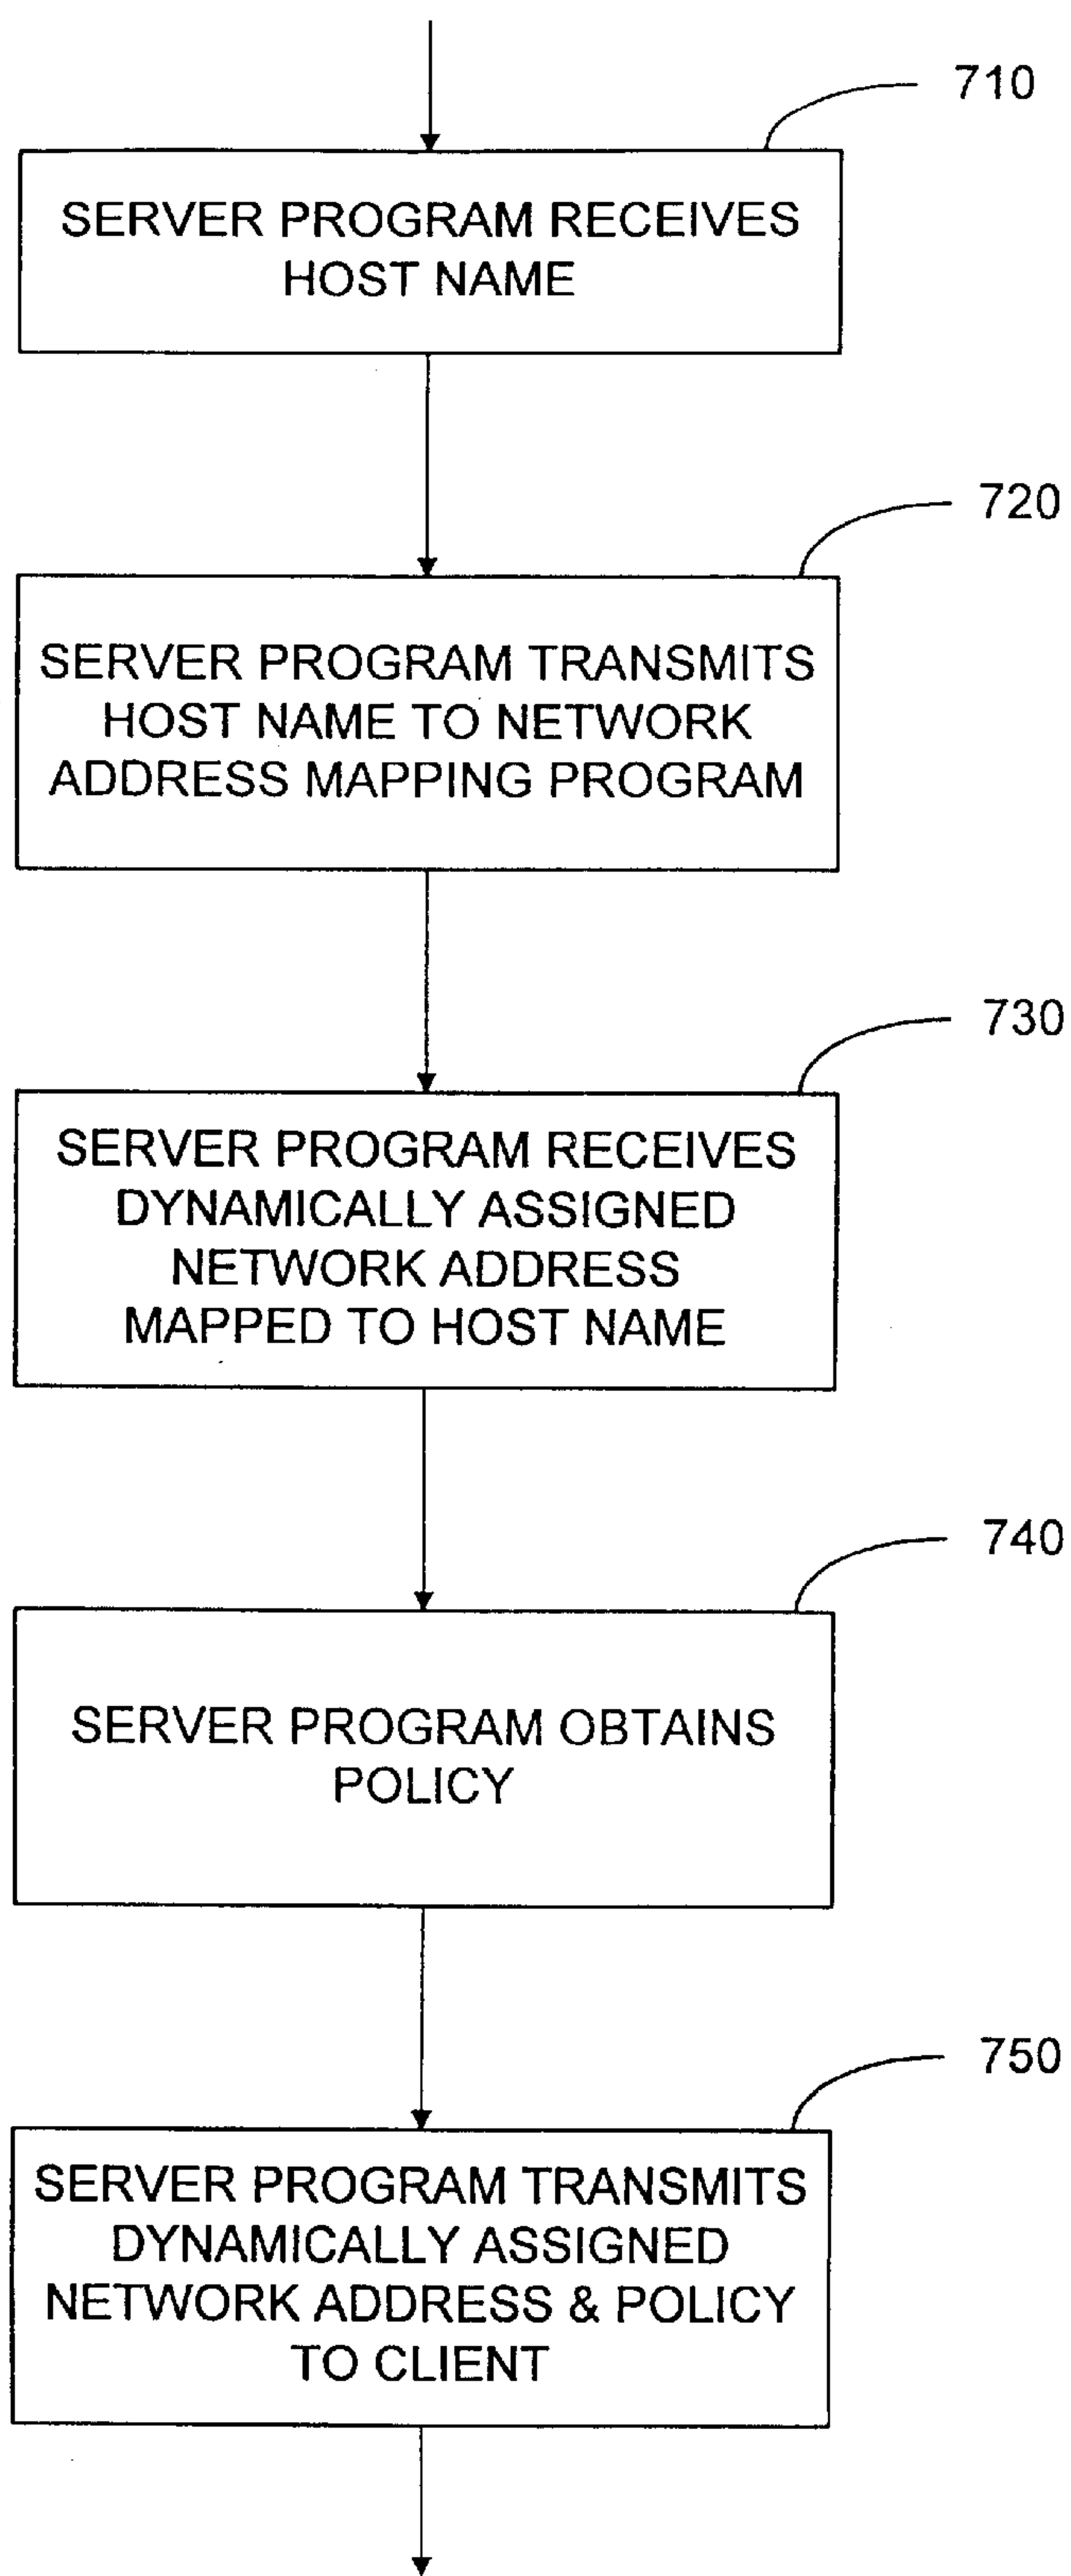 710
SERVER PROGRAM RECEIVES
HOST NAME
720
SERVER PROGRAM TRANSMITS
HOST NAME TO NETWORK
ADDRESS MAPPING PROGRAM
730
SERVER PROGRAM RECEIVES
DYNAMICALLY ASSIGNED
NETWORK ADDRESS
MAPPED TO HOST NAME
740
SERVER PROGRAM OBTAINS
POLICY
750
SERVER PROGRAM TRANSMITS
DYNAMICALLY ASSIGNED
NETWORK ADDRESS & POLICY
TO CLIENT